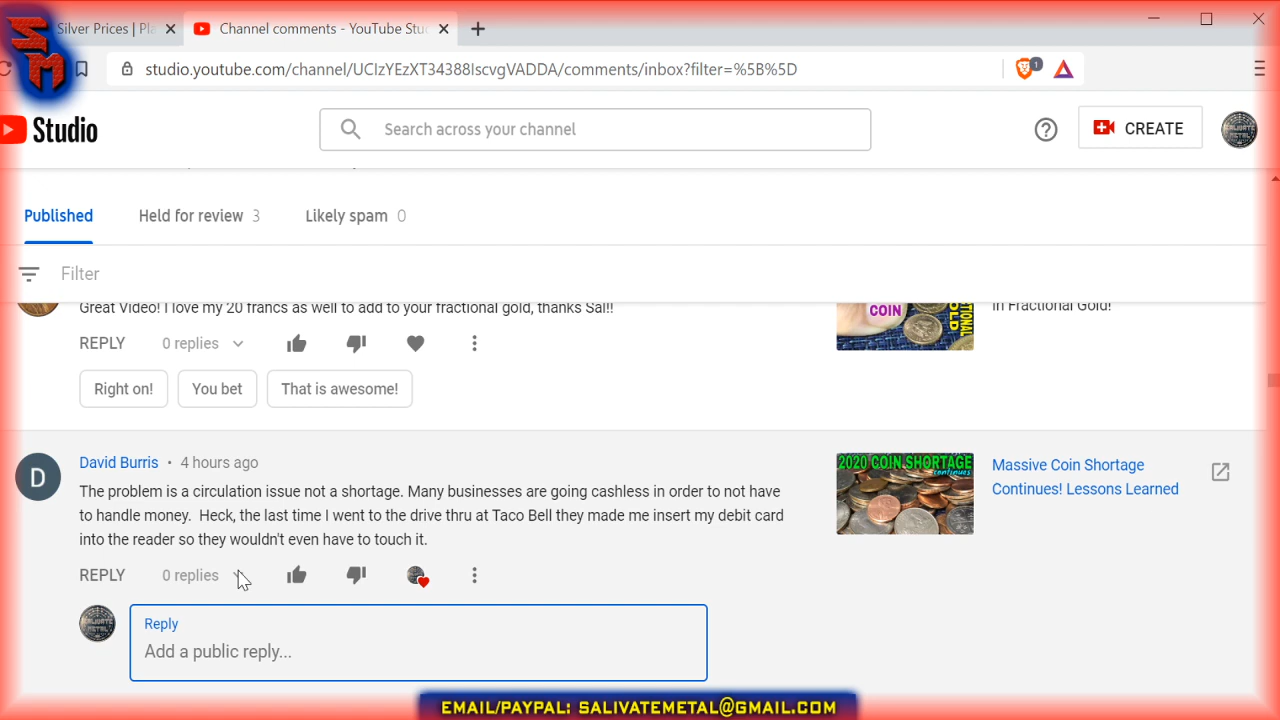 SM
Silver Prices | Pla
Channel comments - YouTube Stu
studio.youtube.com/channel/UCIzYEzXT34388IscvgVADDA/comments/inbox?filter=%5B%5D
1
Studio
Search across your channel
CREATE
Published
Held for review 3
Likely spam 0
Filter
Great Video! I love my 20 francs as well to add to your fractional gold, thanks Sal!!
COIN
in Fractional Gold!
REPLY
0 replies
Right on!
You bet
That is awesome!
D
David Burris • 4 hours ago
The problem is a circulation issue not a shortage. Many businesses are going cashless in order to not have
to handle money. Heck, the last time I went to the drive thru at Taco Bell they made me insert my debit card
into the reader so they wouldn't even have to touch it.
2020 COIN SHORTAGE
continues
Massive Coin Shortage
Continues! Lessons Learned
REPLY
0 replies
Reply
Add a public reply...
EMAIL/PAYPAL: SALIVATEMETAL@GMAIL.COM